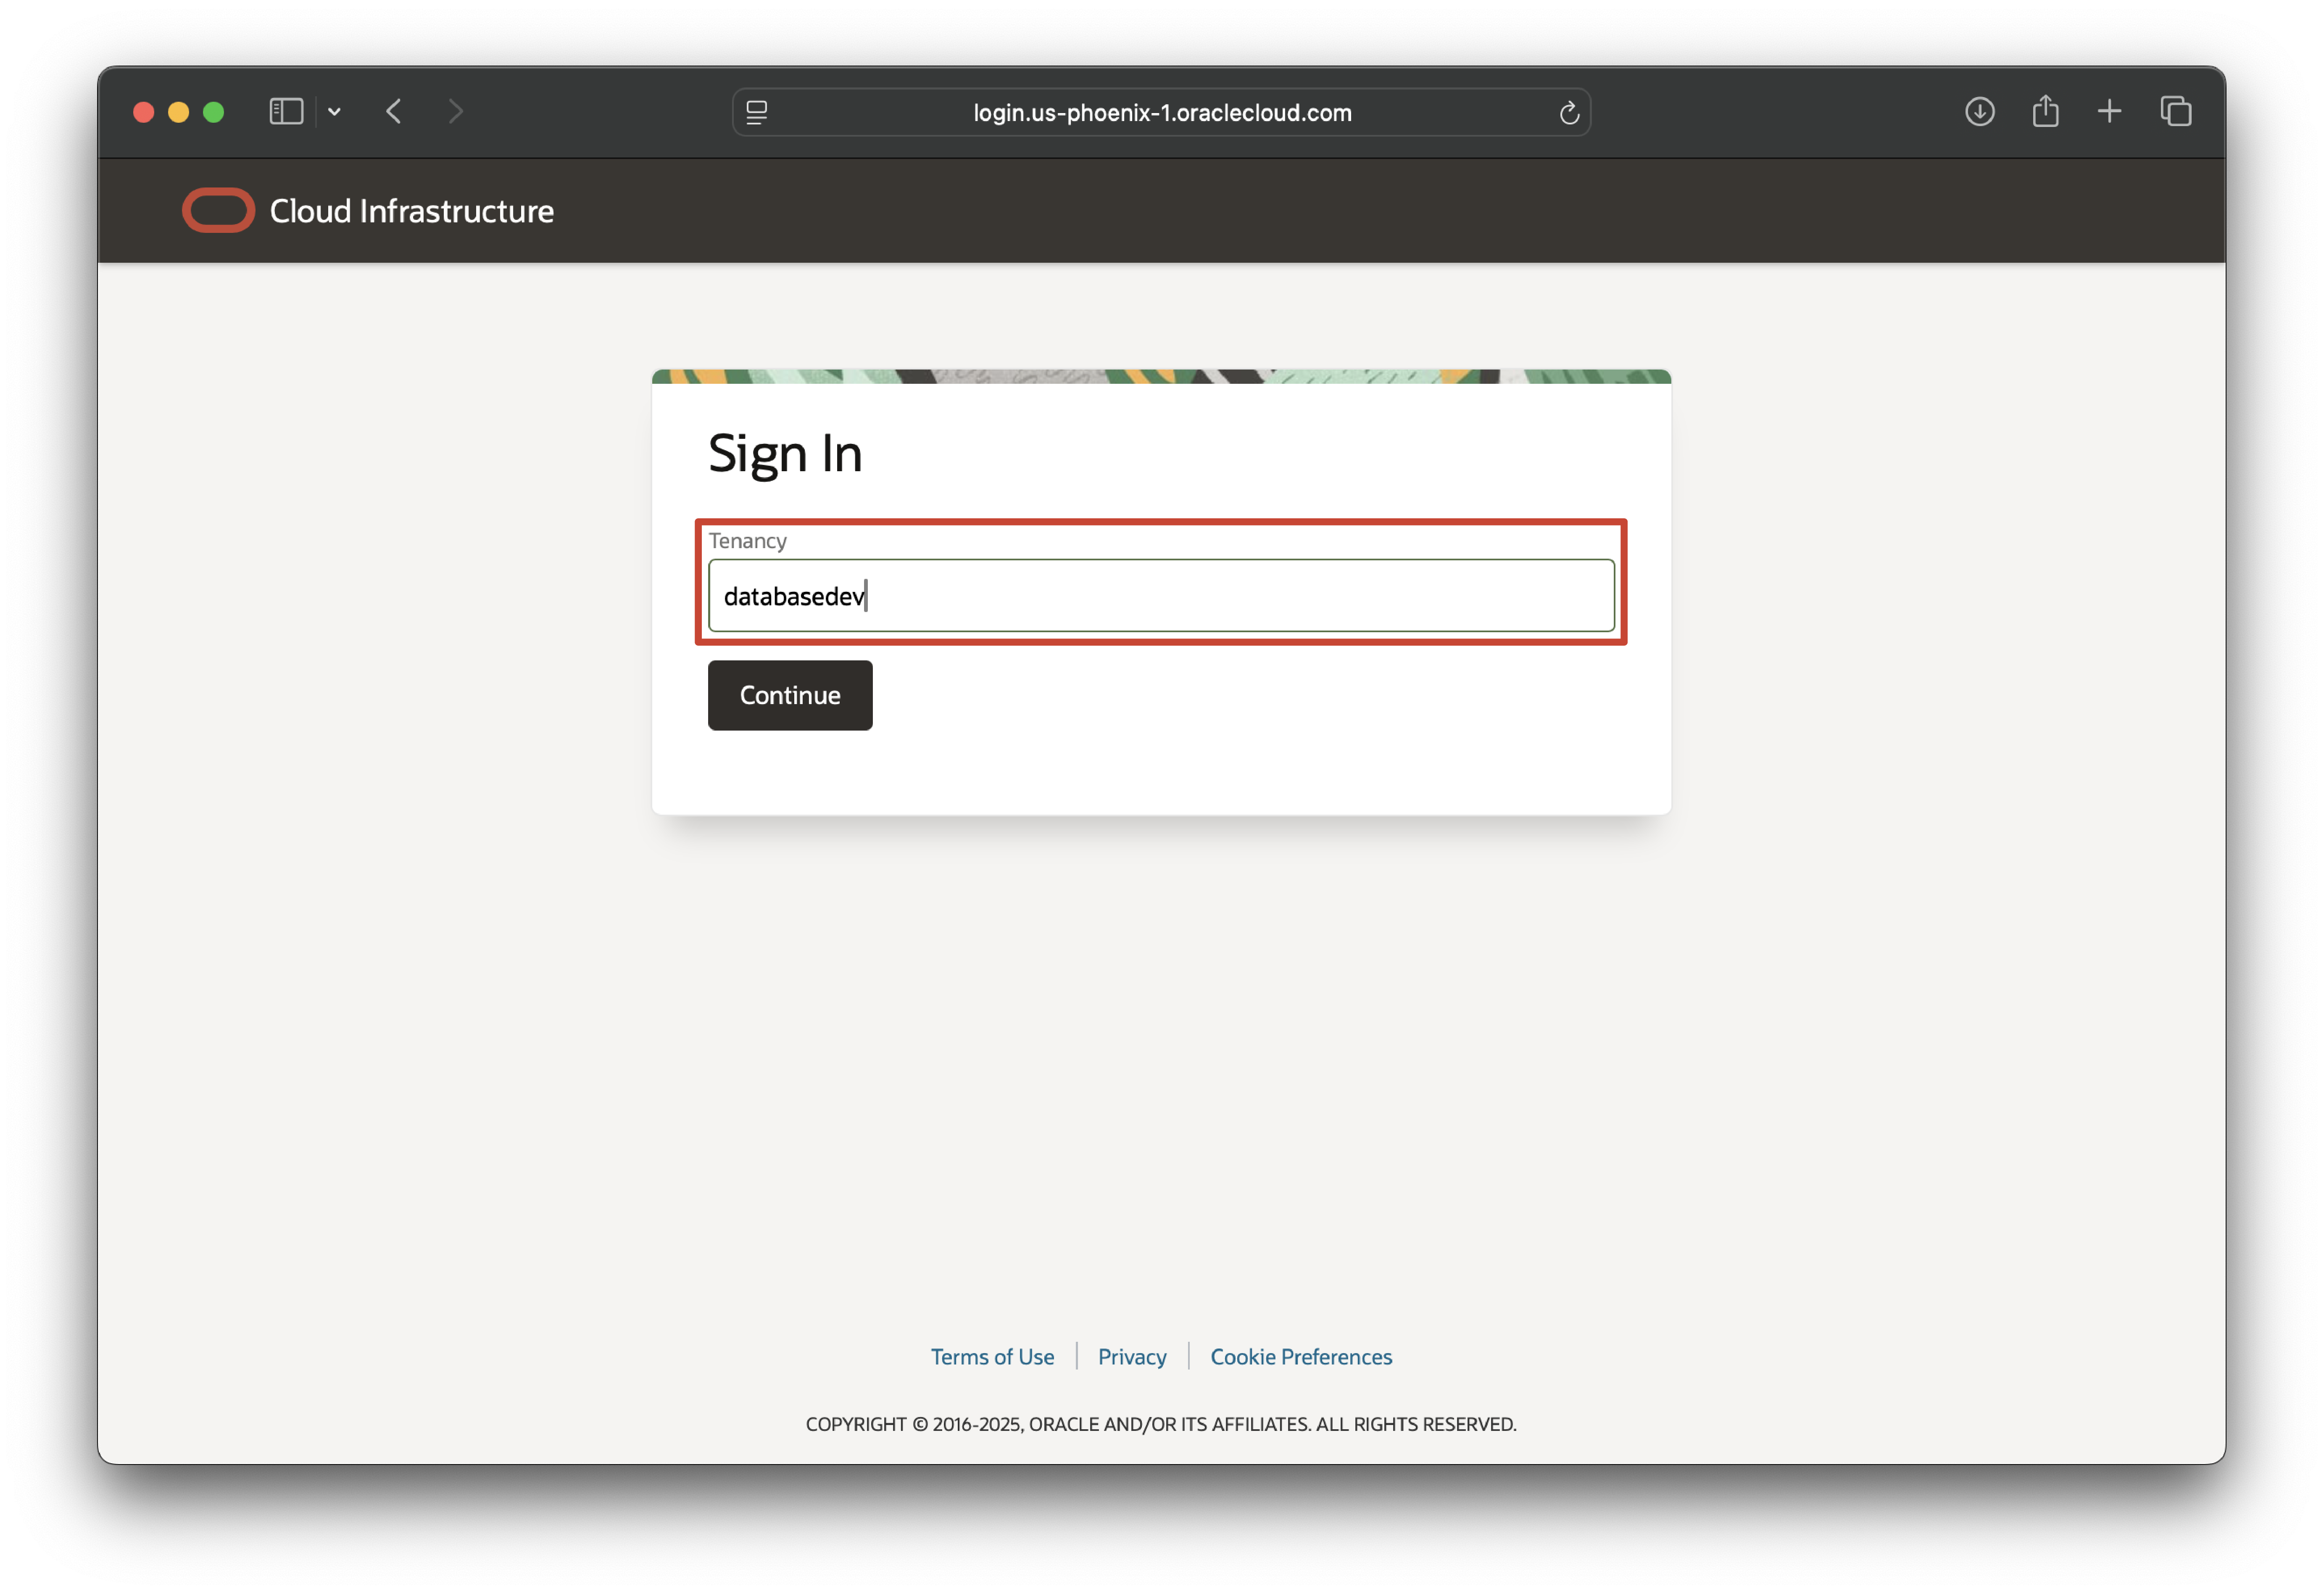 login.us-phoenix-1.oraclecloud.com
Cloud Infrastructure
Sign In
Tenancy
databasedev
Continue
Terms of Use
Privacy
Cookie Preferences
COPYRIGHT © 2016-2025, ORACLE AND/OR ITS AFFILIATES. ALL RIGHTS RESERVED.